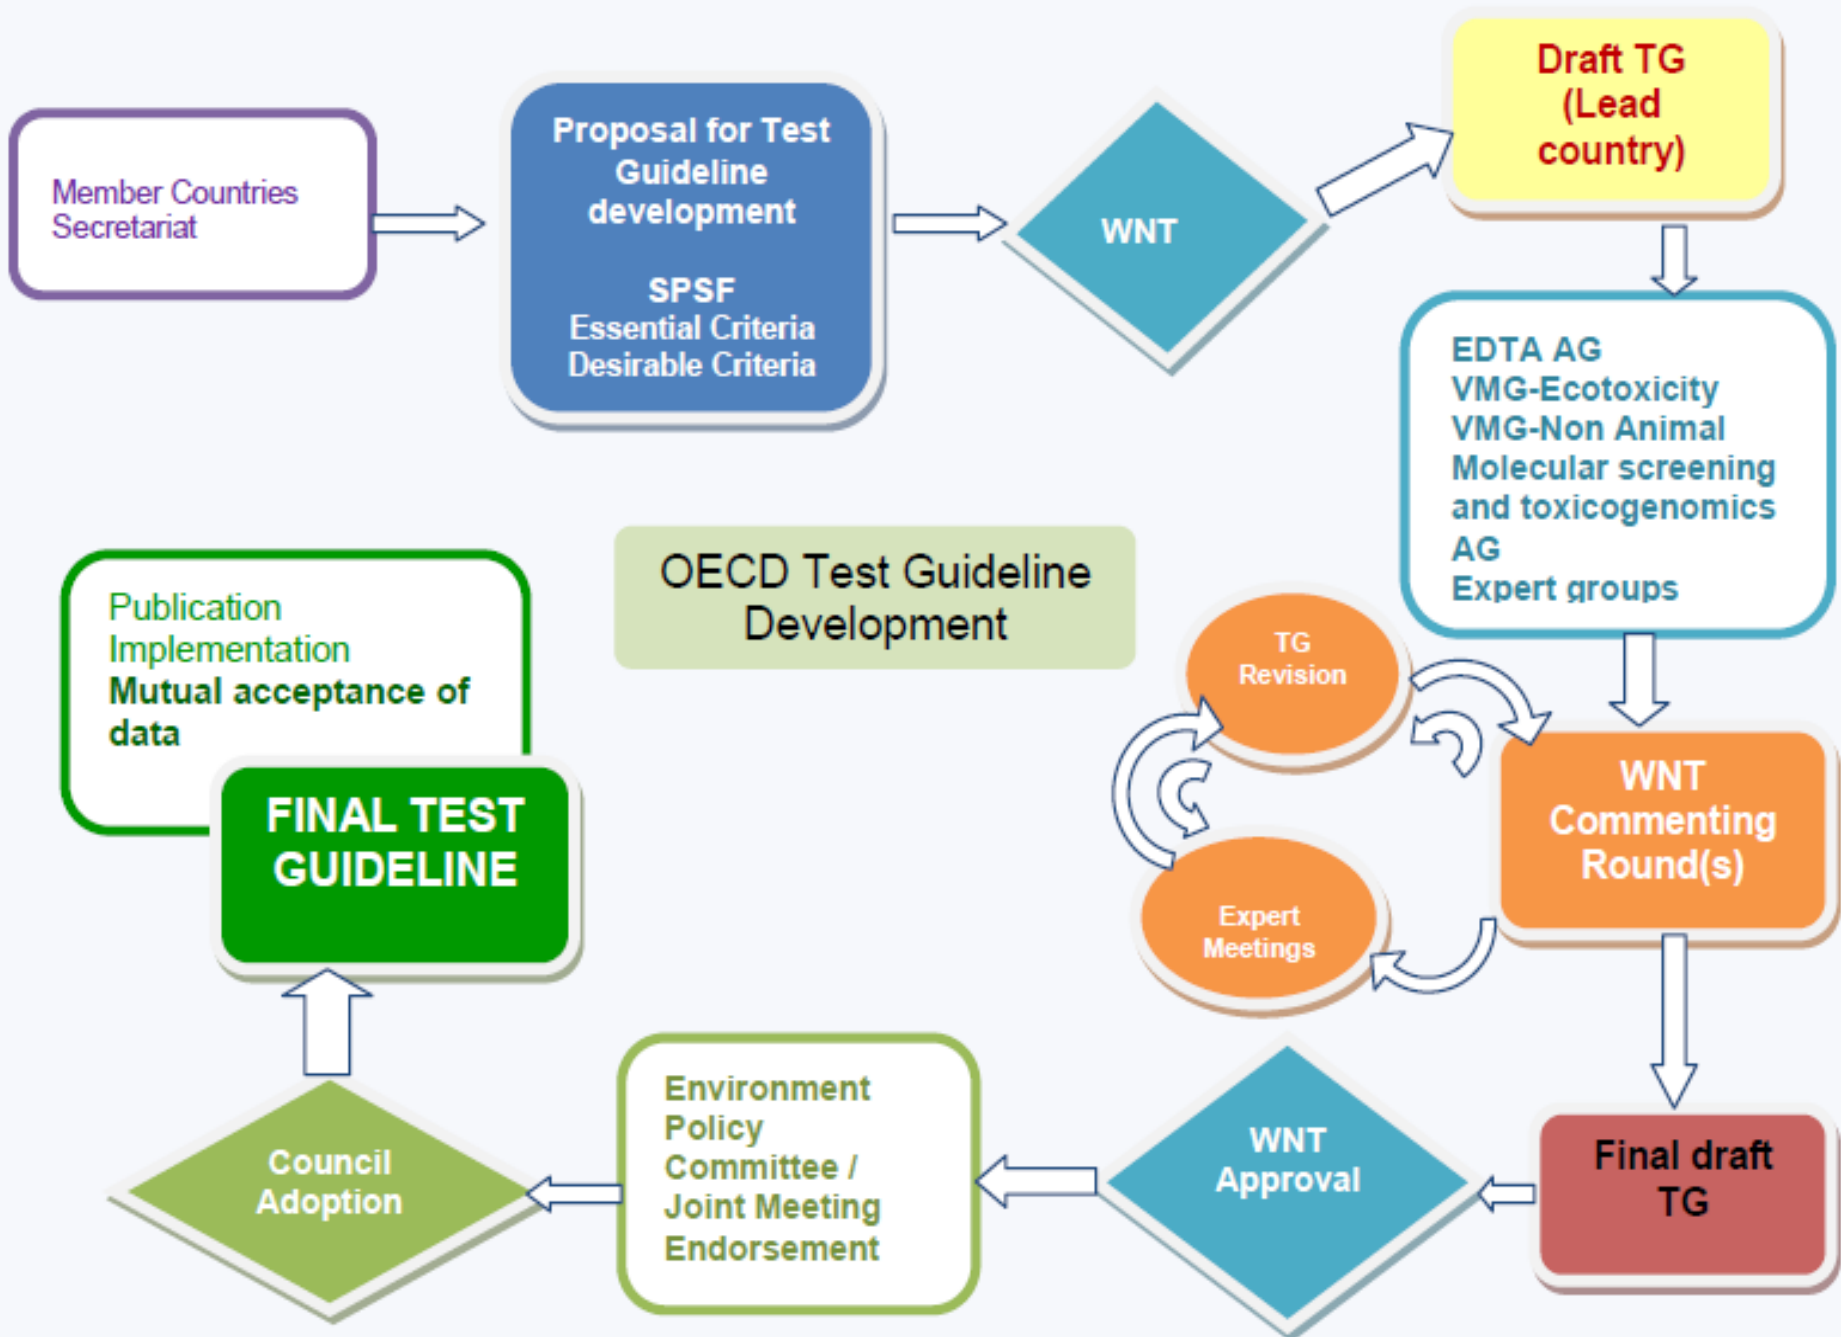 Member Countries
Secretariat
Proposal for Test
Guideline
development
SPSF
Essential Criteria
Desirable Criteria
WNT
Draft TG
(Lead
country)
EDTA AG
VMG-Ecotoxicity
VMG-Non Animal
Molecular screening
and toxicogenomics
AG
Expert groups
OECD Test Guideline
Development
TG
Revision
WNT
Commenting
Round(s)
Expert
Meetings
Final draft
TG
WNT
Approval
Environment
Policy
Committee /
Joint Meeting
Endorsement
Council
Adoption
FINAL TEST
GUIDELINE
Publication
Implementation
Mutual acceptance of
data